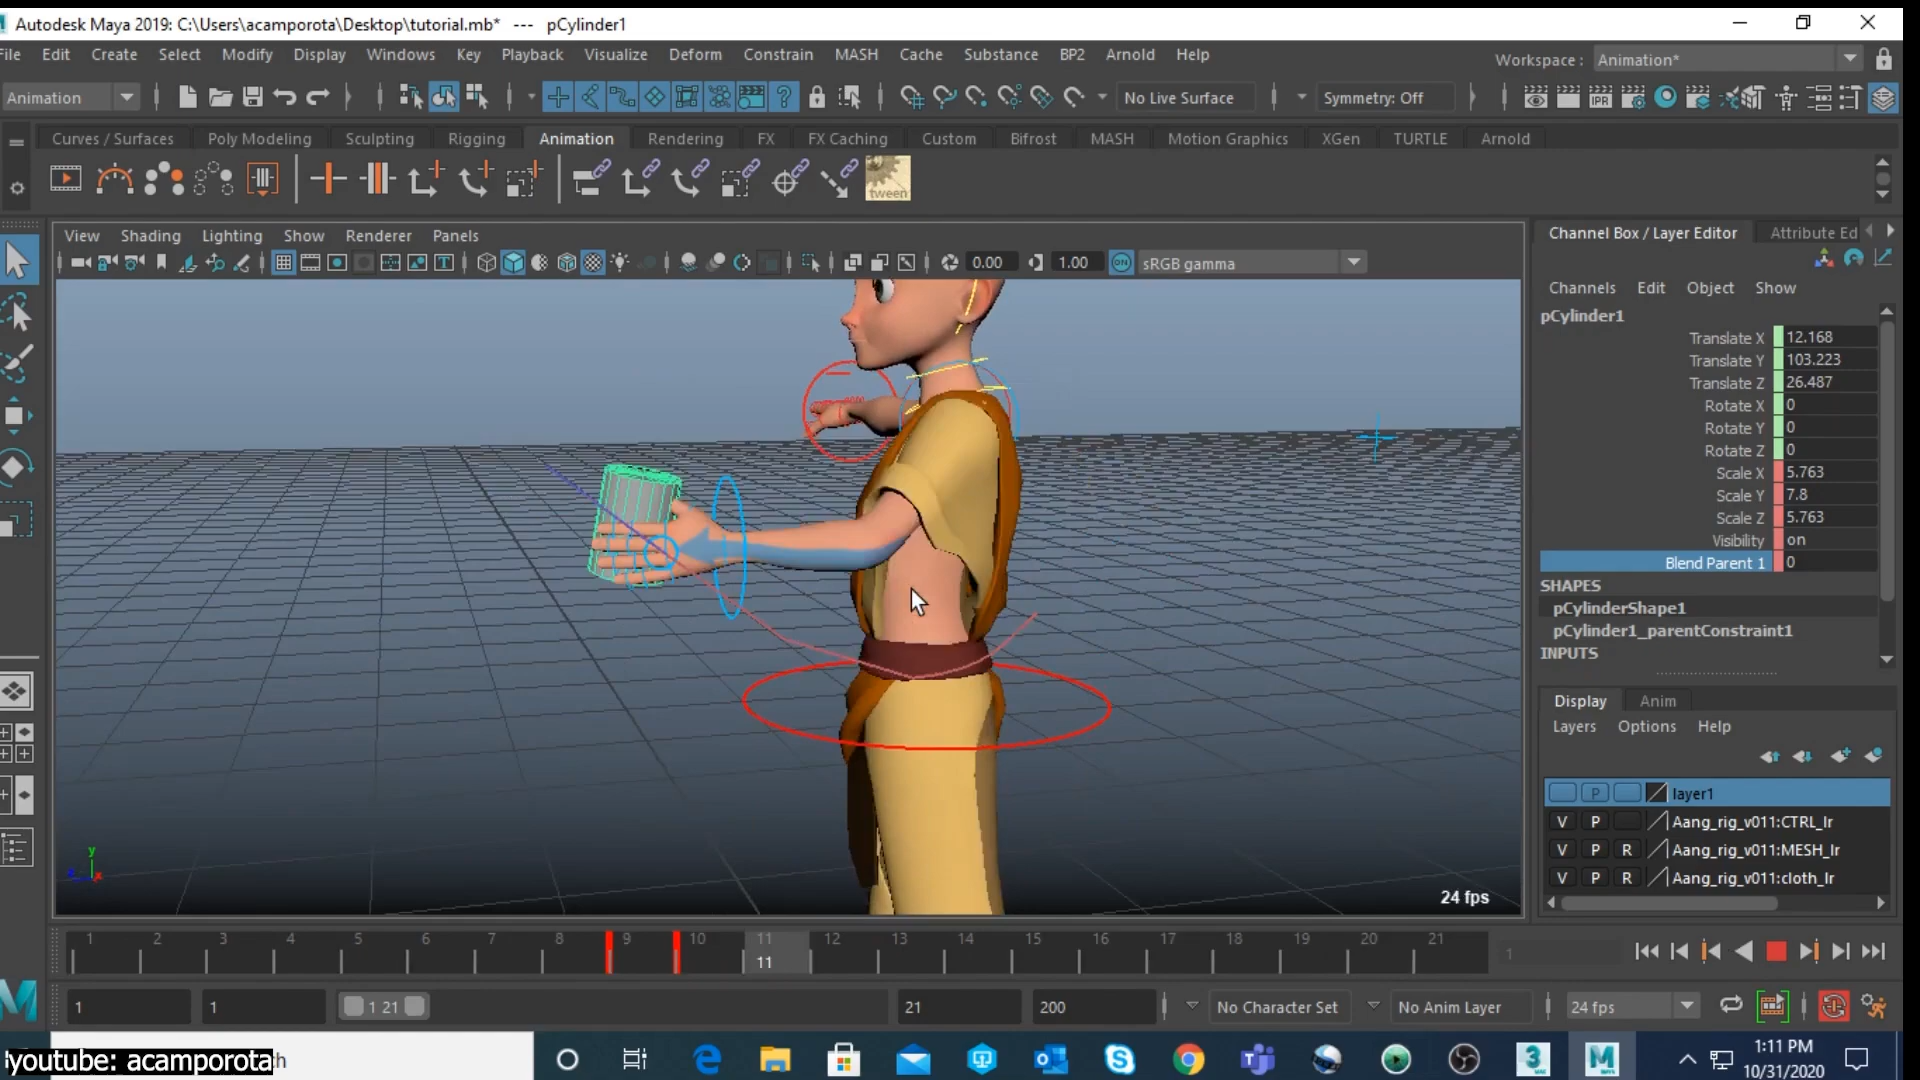 Autodesk Maya 2019: C:\Users\acamporota\Desktop\tutorial.mb* --- pCylinder1
File Edit Create Select Modify Display Windows Key Playback Visualize Deform Constrain MASH Cache Substance BP2 Arnold Help
Workspace : Animation*
Animation
No Live Surface
Symmetry: Off
IPR
Curves / Surfaces Poly Modeling Sculpting Rigging Animation Rendering FX FX Caching Custom Bifrost MASH Motion Graphics XGen TURTLE Arnold
tween
View Shading Lighting Show Renderer Panels
0.00 1.00 ON sRGB gamma
Channel Box / Layer Editor Attribute Ed
Channels Edit Object Show
pCylinder1
Translate X 12.168
Translate Y 103.223
Translate Z 26.487
Rotate X 0
Rotate Y 0
Rotate Z 0
Scale X 5.763
Scale Y 7.8
Scale Z 5.763
Visibility on
Blend Parent 1 0
SHAPES
pCylinderShape1
pCylinder1_parentConstraint1
INPUTS
Display Anim
Layers Options Help
P layer1
V P Aang_rig_v011:CTRL_lr
V P R Aang_rig_v011:MESH_lr
V P R Aang_rig_v011:cloth_lr
y
x
24 fps
1 2 3 4 5 6 7 8 9 10 11 12 13 14 15 16 17 18 19 20 21
11
1
1 1 1 21 21 200 No Character Set No Anim Layer 24 fps
youtube: acamporota
1:11 PM
10/31/2020